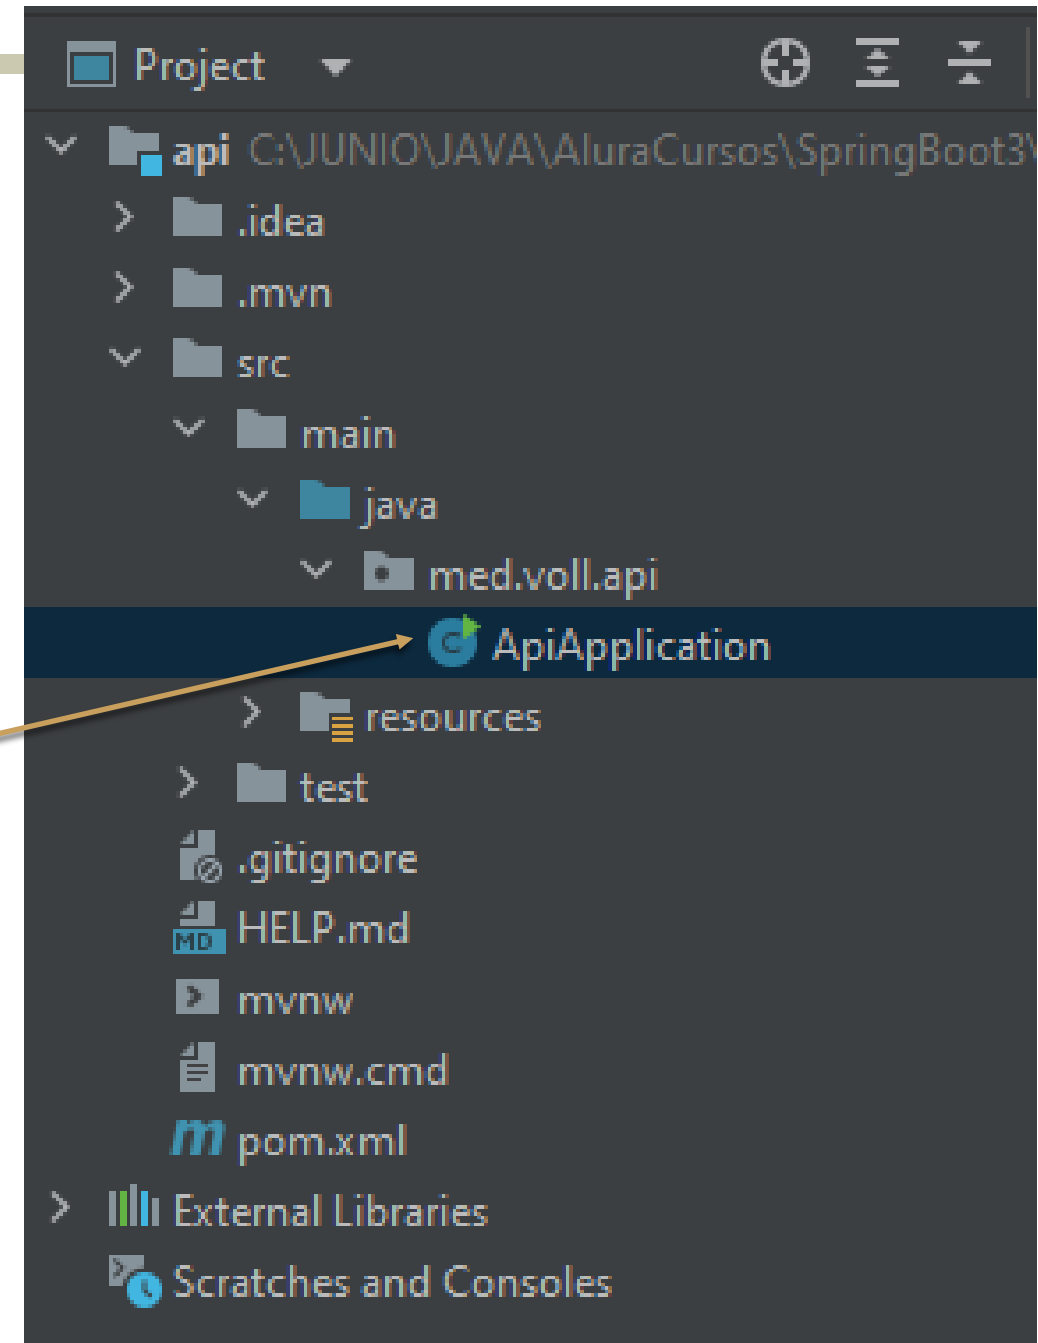 Project
api C:\JUNIO\JAVA\AluraCursos\SpringBoot3\
.idea
.mvn
src
main
java
med.voll.api
C ApiApplication
resources
test
.gitignore
MD HELP.md
mvnw
mvnw.cmd
m pom.xml
External Libraries
Scratches and Consoles